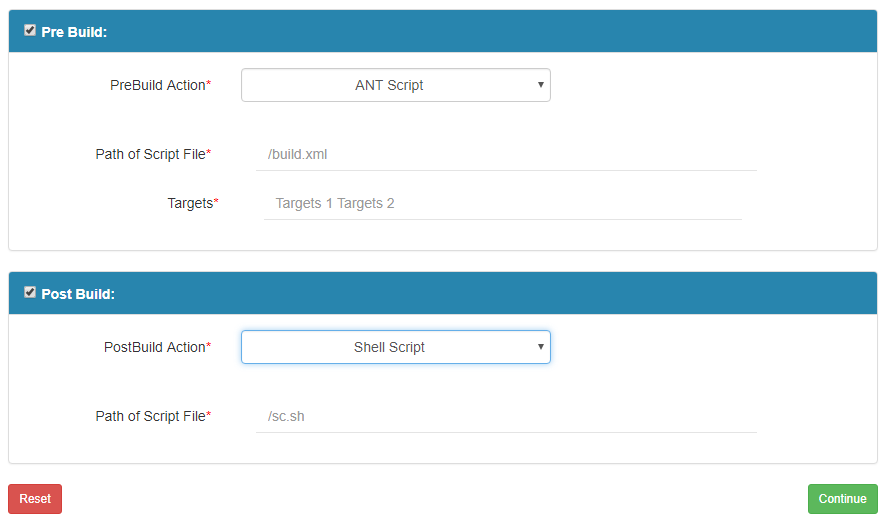 Pre Build:
PreBuild Action* ANT Script
Path of Script File* /build.xml
Targets* Targets 1 Targets 2
Post Build:
PostBuild Action* Shell Script
Path of Script File* /sc.sh
Reset Continue